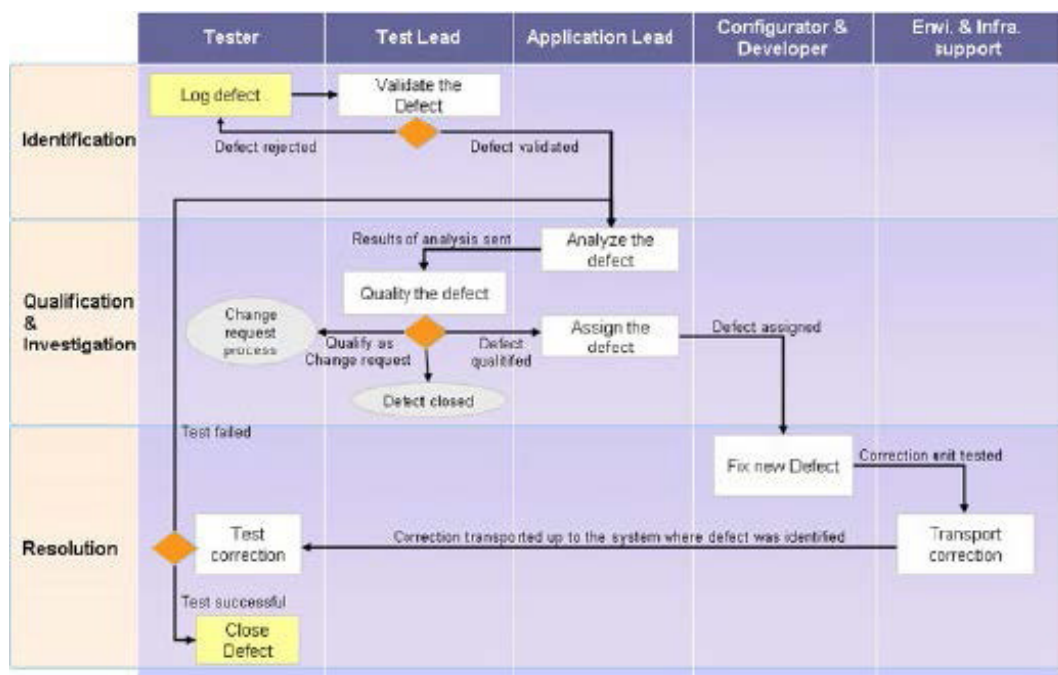 Tester
Test Lead
Application Lead
Configurator &
Developer
Envi. & Infra.
support
Identification
Log defect
Validate the
Defect
Defect rejected
Defect validated
Qualification
&
Investigation
Results of analysis sent
Analyze the
defect
Quality the defect
Change
request
process
Qualify as
Change request
Defect
qualitifed
Assign the
defect
Defect assigned
Defect closed
Resolution
Test failed
Fix new Defect
Correction unit tested
Test
correction
Correction transported up to the system where defect was identified
Transport
correction
Test successful
Close
Defect